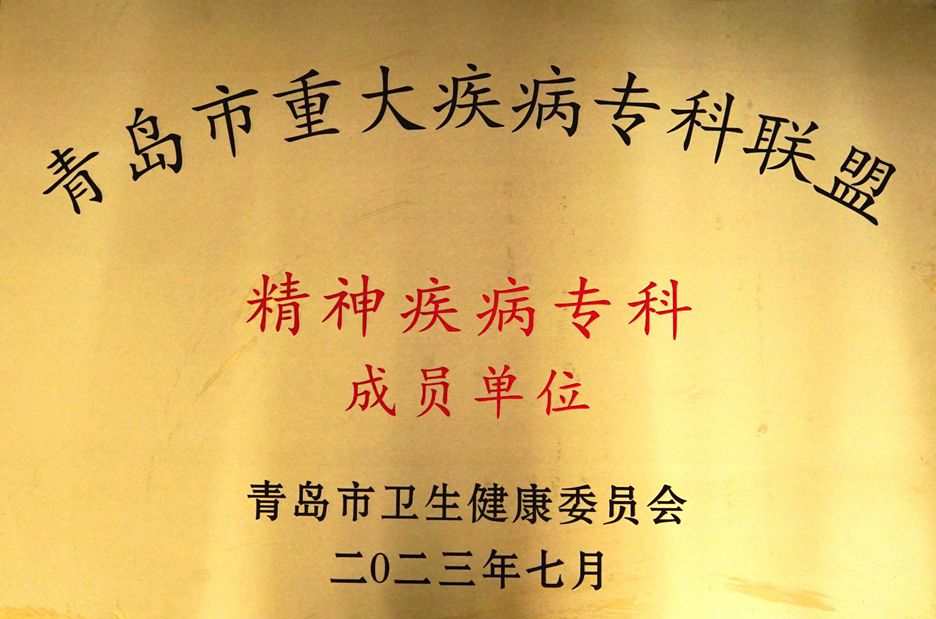 青岛市重大疾病专科联盟
精神疾病专科
成员单位
青岛市卫生健康委员会
二〇二三年七月